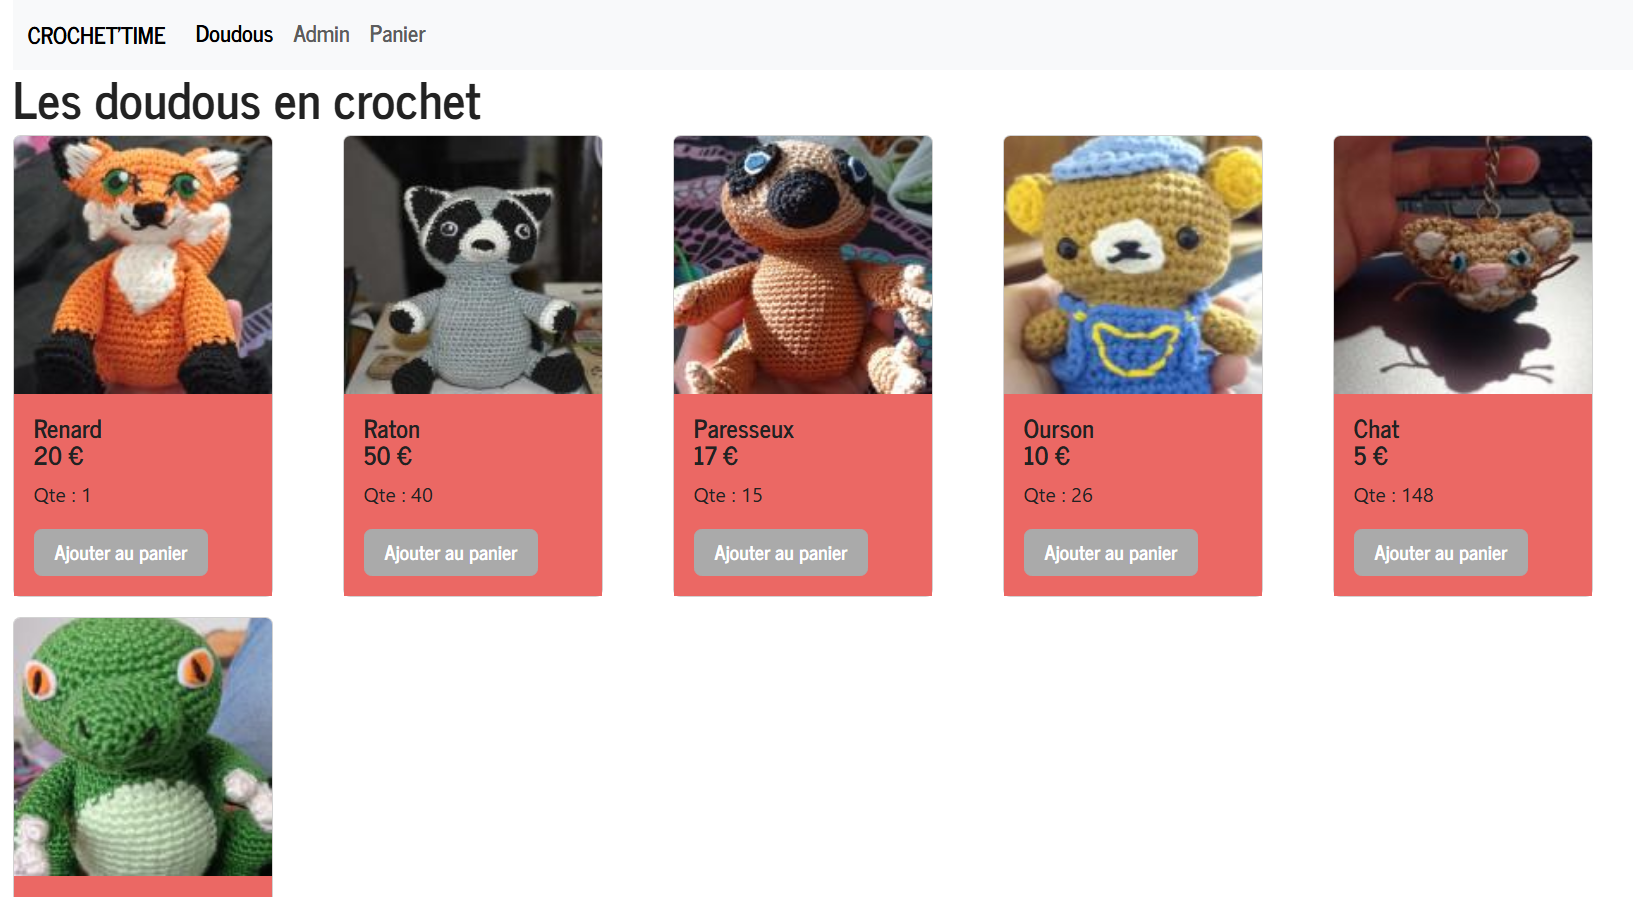 CROCHET'TIME Doudous Admin Panier
Les doudous en crochet
Renard
20 €
Qte : 1
Ajouter au panier
Raton
50 €
Qte : 40
Ajouter au panier
Paresseux
17 €
Qte : 15
Ajouter au panier
Ourson
10 €
Qte : 26
Ajouter au panier
Chat
5 €
Qte : 148
Ajouter au panier